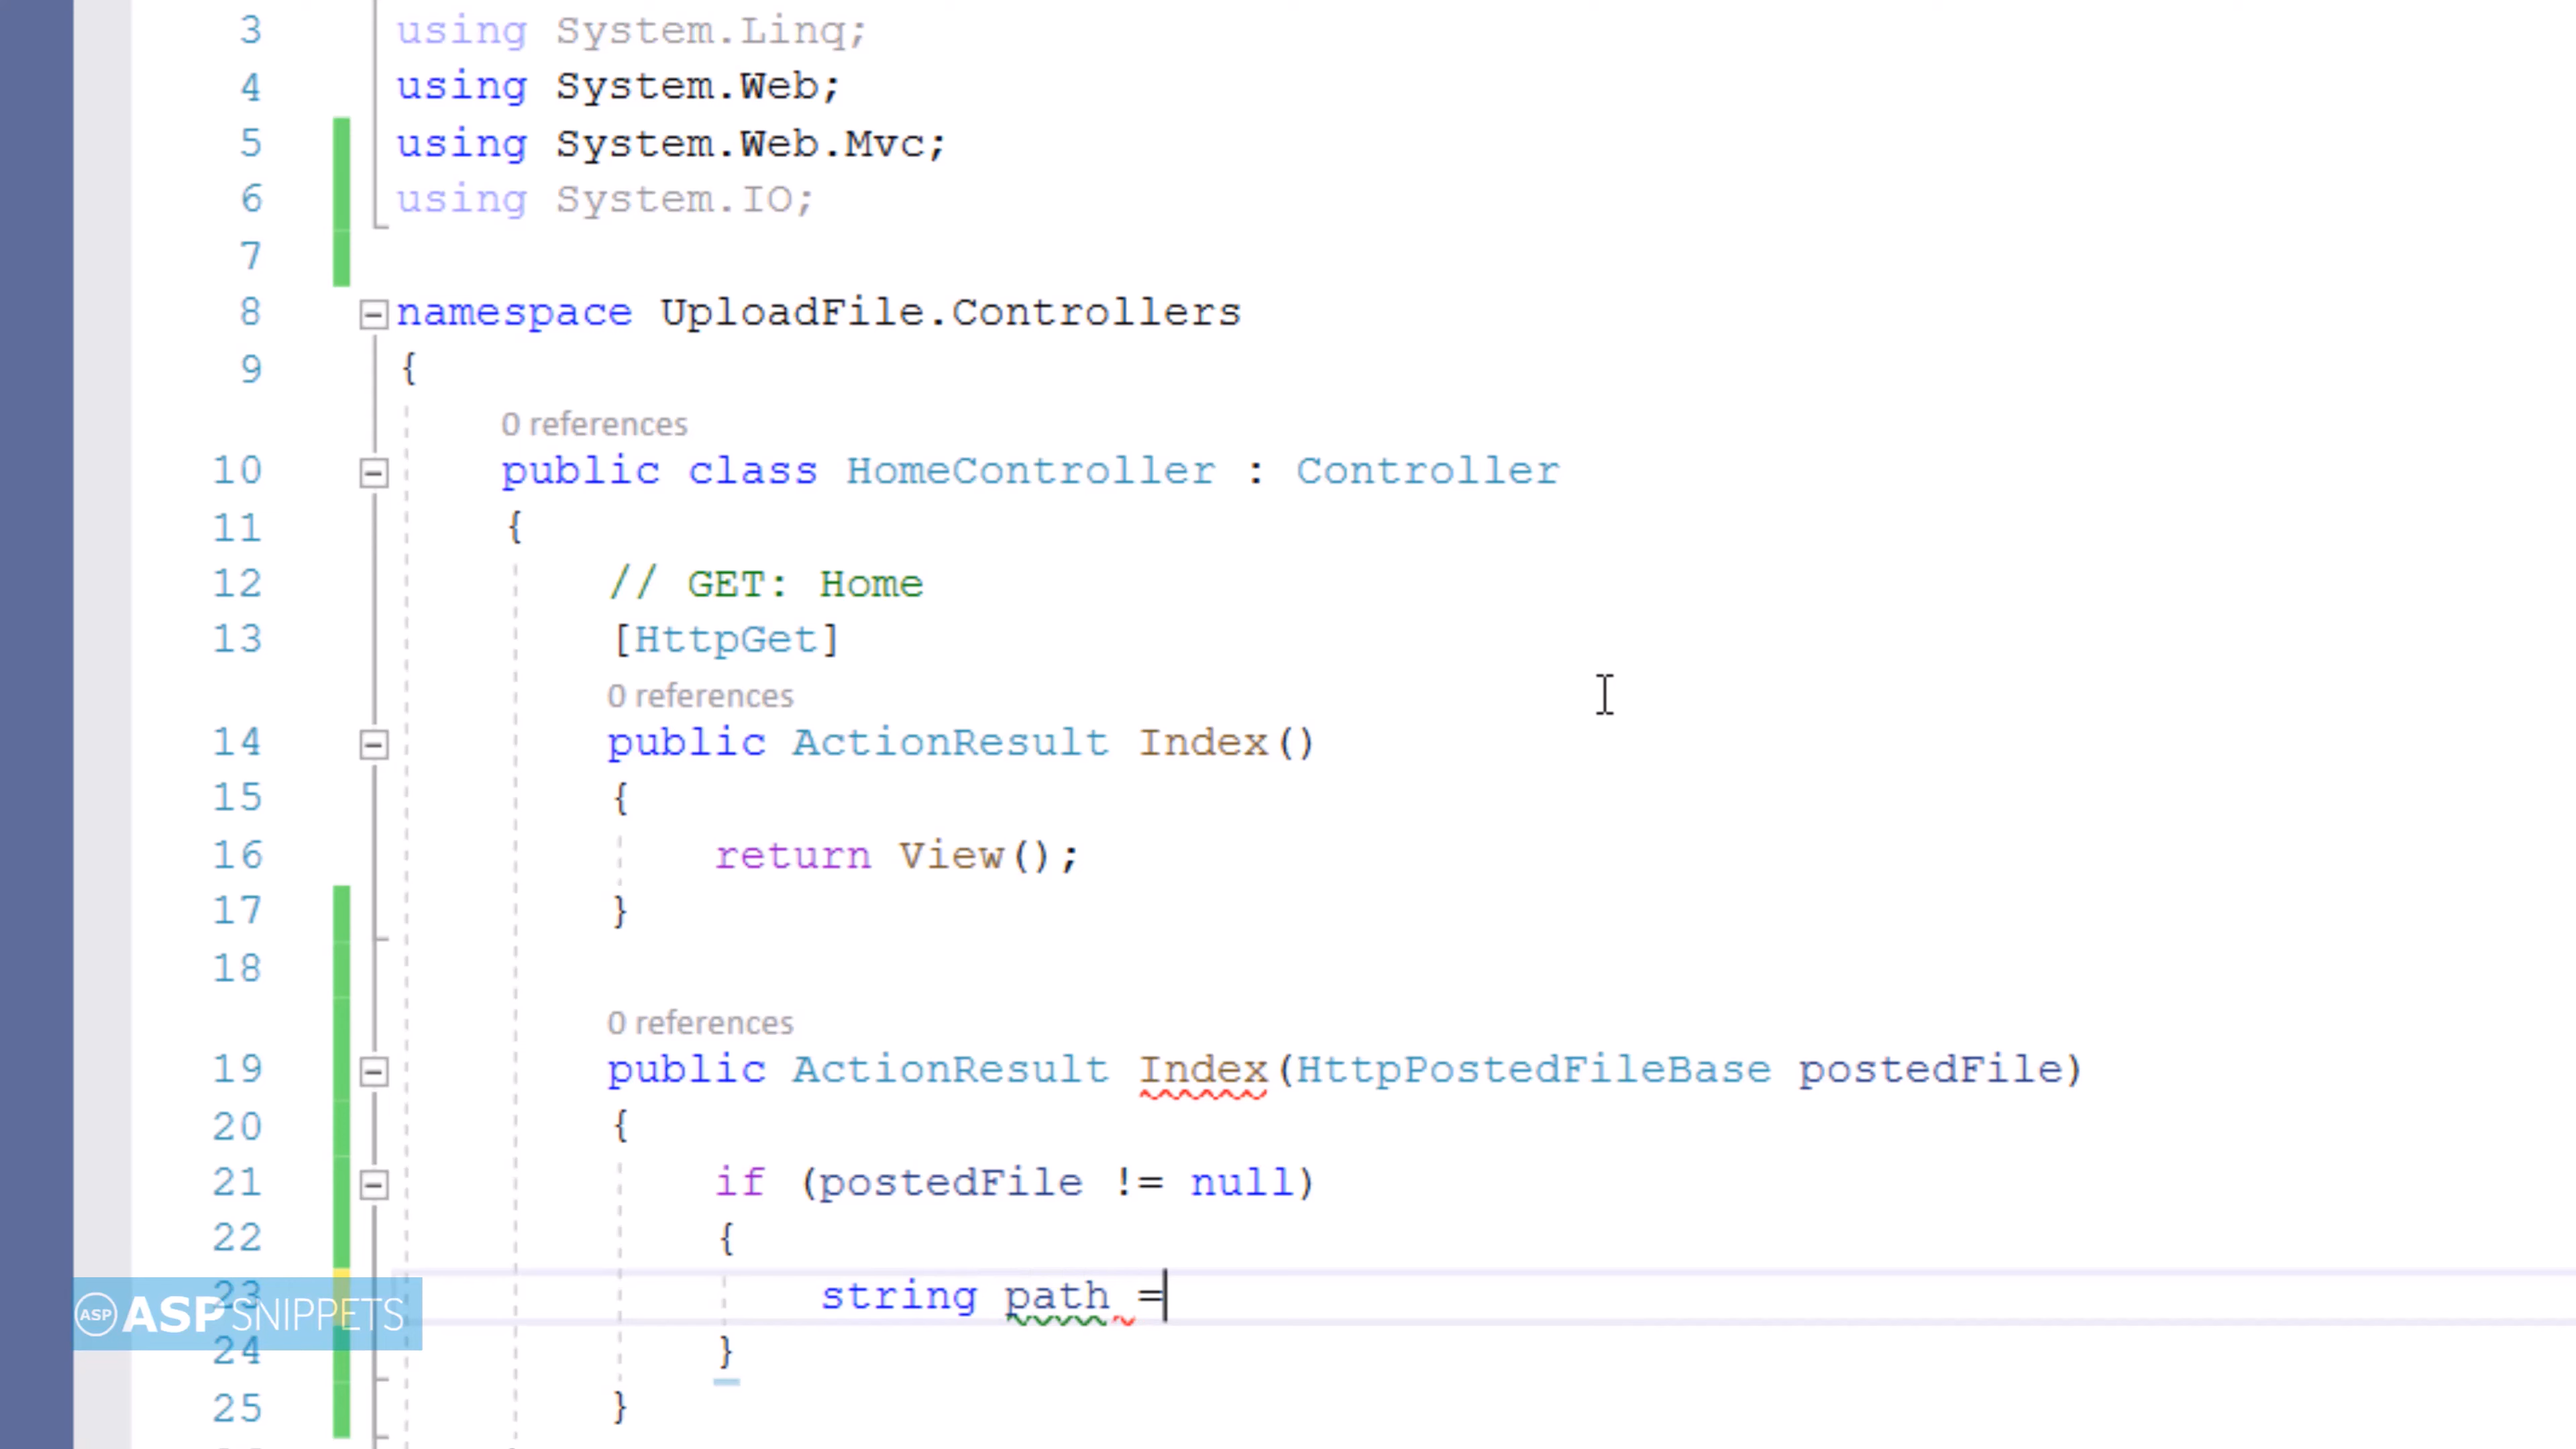 3 using System.Linq;
4 using System.Web;
5 using System.Web.Mvc;
6 using System.IO;
7
8 namespace UploadFile.Controllers
9 {
0 references
10 public class HomeController : Controller
11 {
12 // GET: Home
13 [HttpGet]
0 references
14 public ActionResult Index()
15 {
16 return View();
17 }
18
0 references
19 public ActionResult Index(HttpPostedFileBase postedFile)
20 {
21 if (postedFile != null)
22 {
23 string path =
ASP ASPSNIPPETS
24 }
25 }